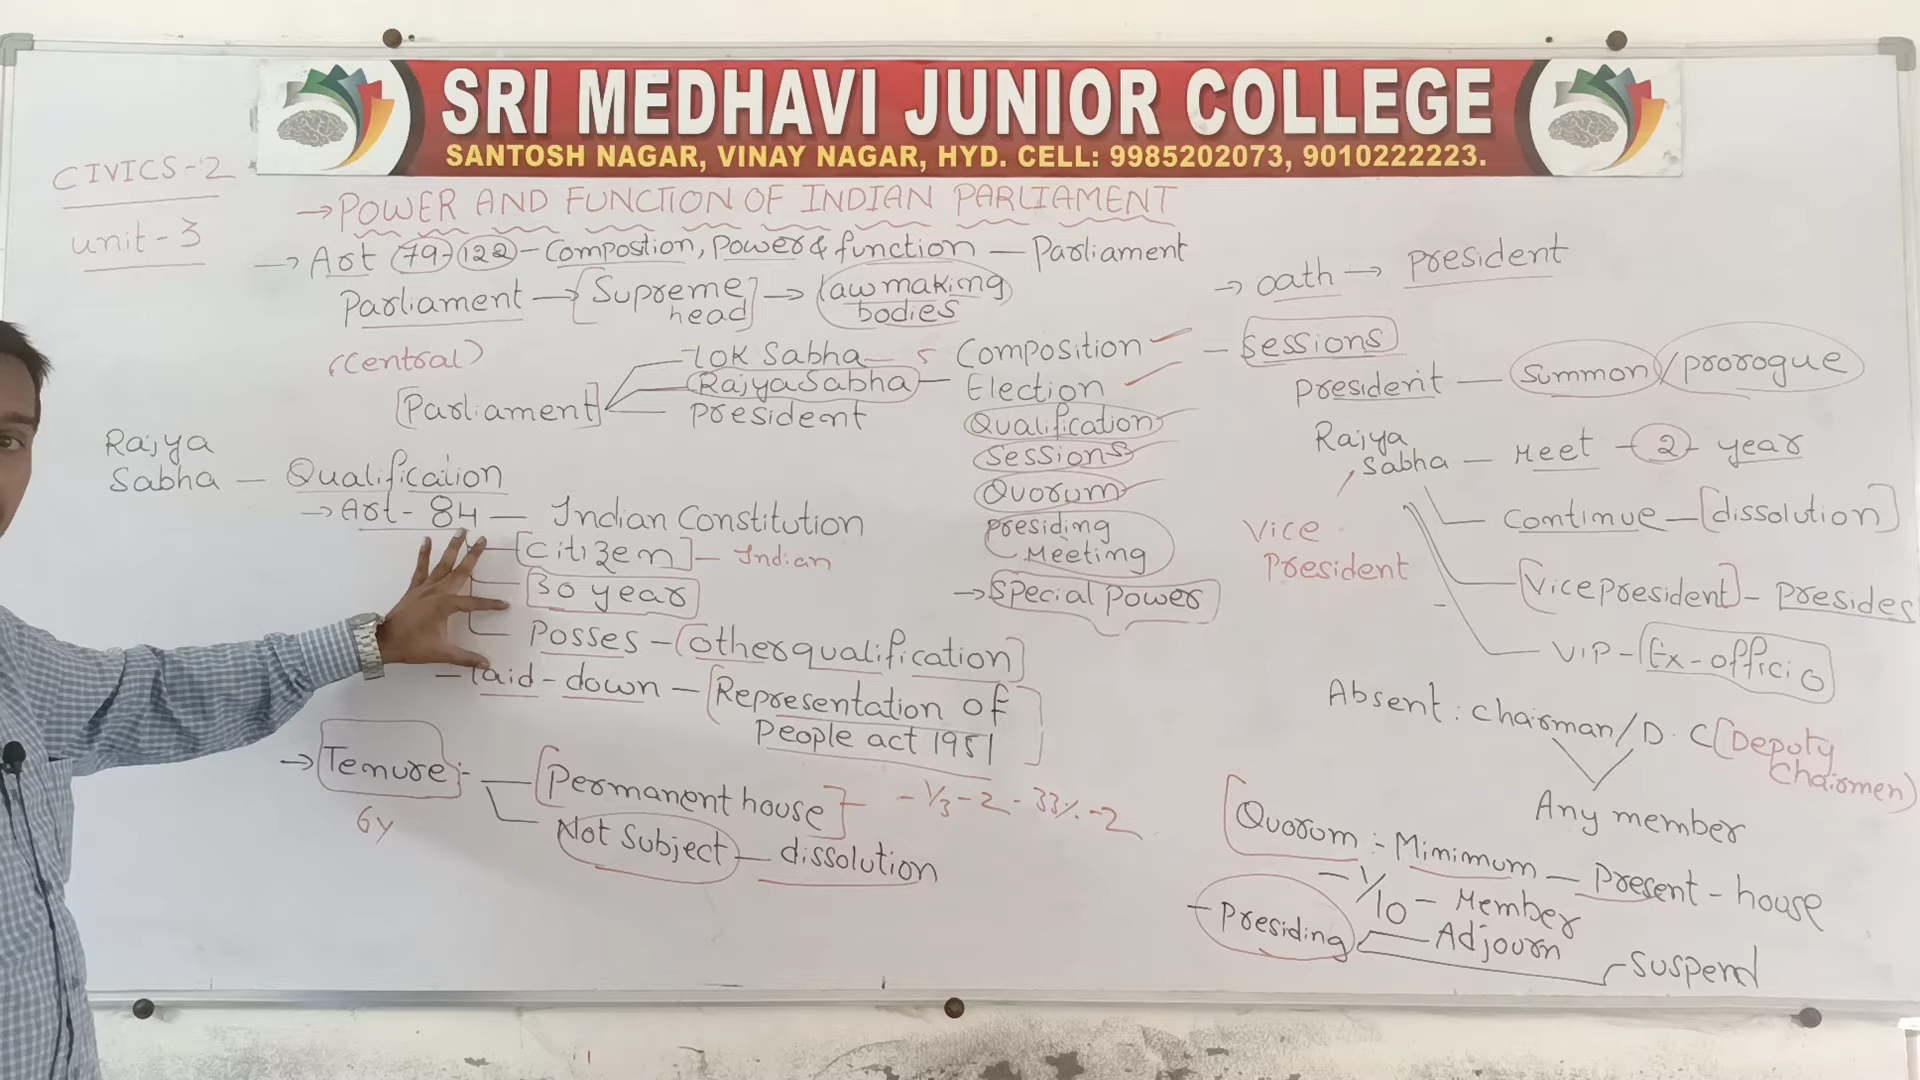 SRI MEDHAVI JUNIOR COLLEGE
SANTOSH NAGAR, VINAY NAGAR, HYD. CELL: 9985202073, 9010222223.
CIVICS-2
unit-3
→ POWER AND FUNCTION OF INDIAN PARLIAMENT
→ Art 79-122 - Compostion, power & function - Parliament
Parliament → [Supreme head] → law making bodies
(Central)
[Parliament]
Lok Sabha - 5
Rajya Sabha -
President
Composition
Election
Qualification
Sessions
Quorum
presiding
Meeting
→ Special power
Rajya
Sabha - Qualification
→ Art - 84 - Indian Constitution
[citizen] - Indian
30 year
Posses - [other qualification]
- laid-down - [Representation of
People act 1951]
→ Tenure :-
6y
[Permanent house] - 1/3 - 2 - 33% - 2
Not Subject - dissolution
→ oath → president
- sessions
president - summon / prorogue
Rajya
Sabha - Meet - 2 - year
Continue - [dissolution]
Vice
President
[Vice president] - presides
VIP - [Ex-officio]
Absent : chairman / D. C (Deputy
Chairmen)
Any member
Quorum :- Minimum - Present - house
- 1/10 - Member
- Presiding
- Adjourn
- Suspend